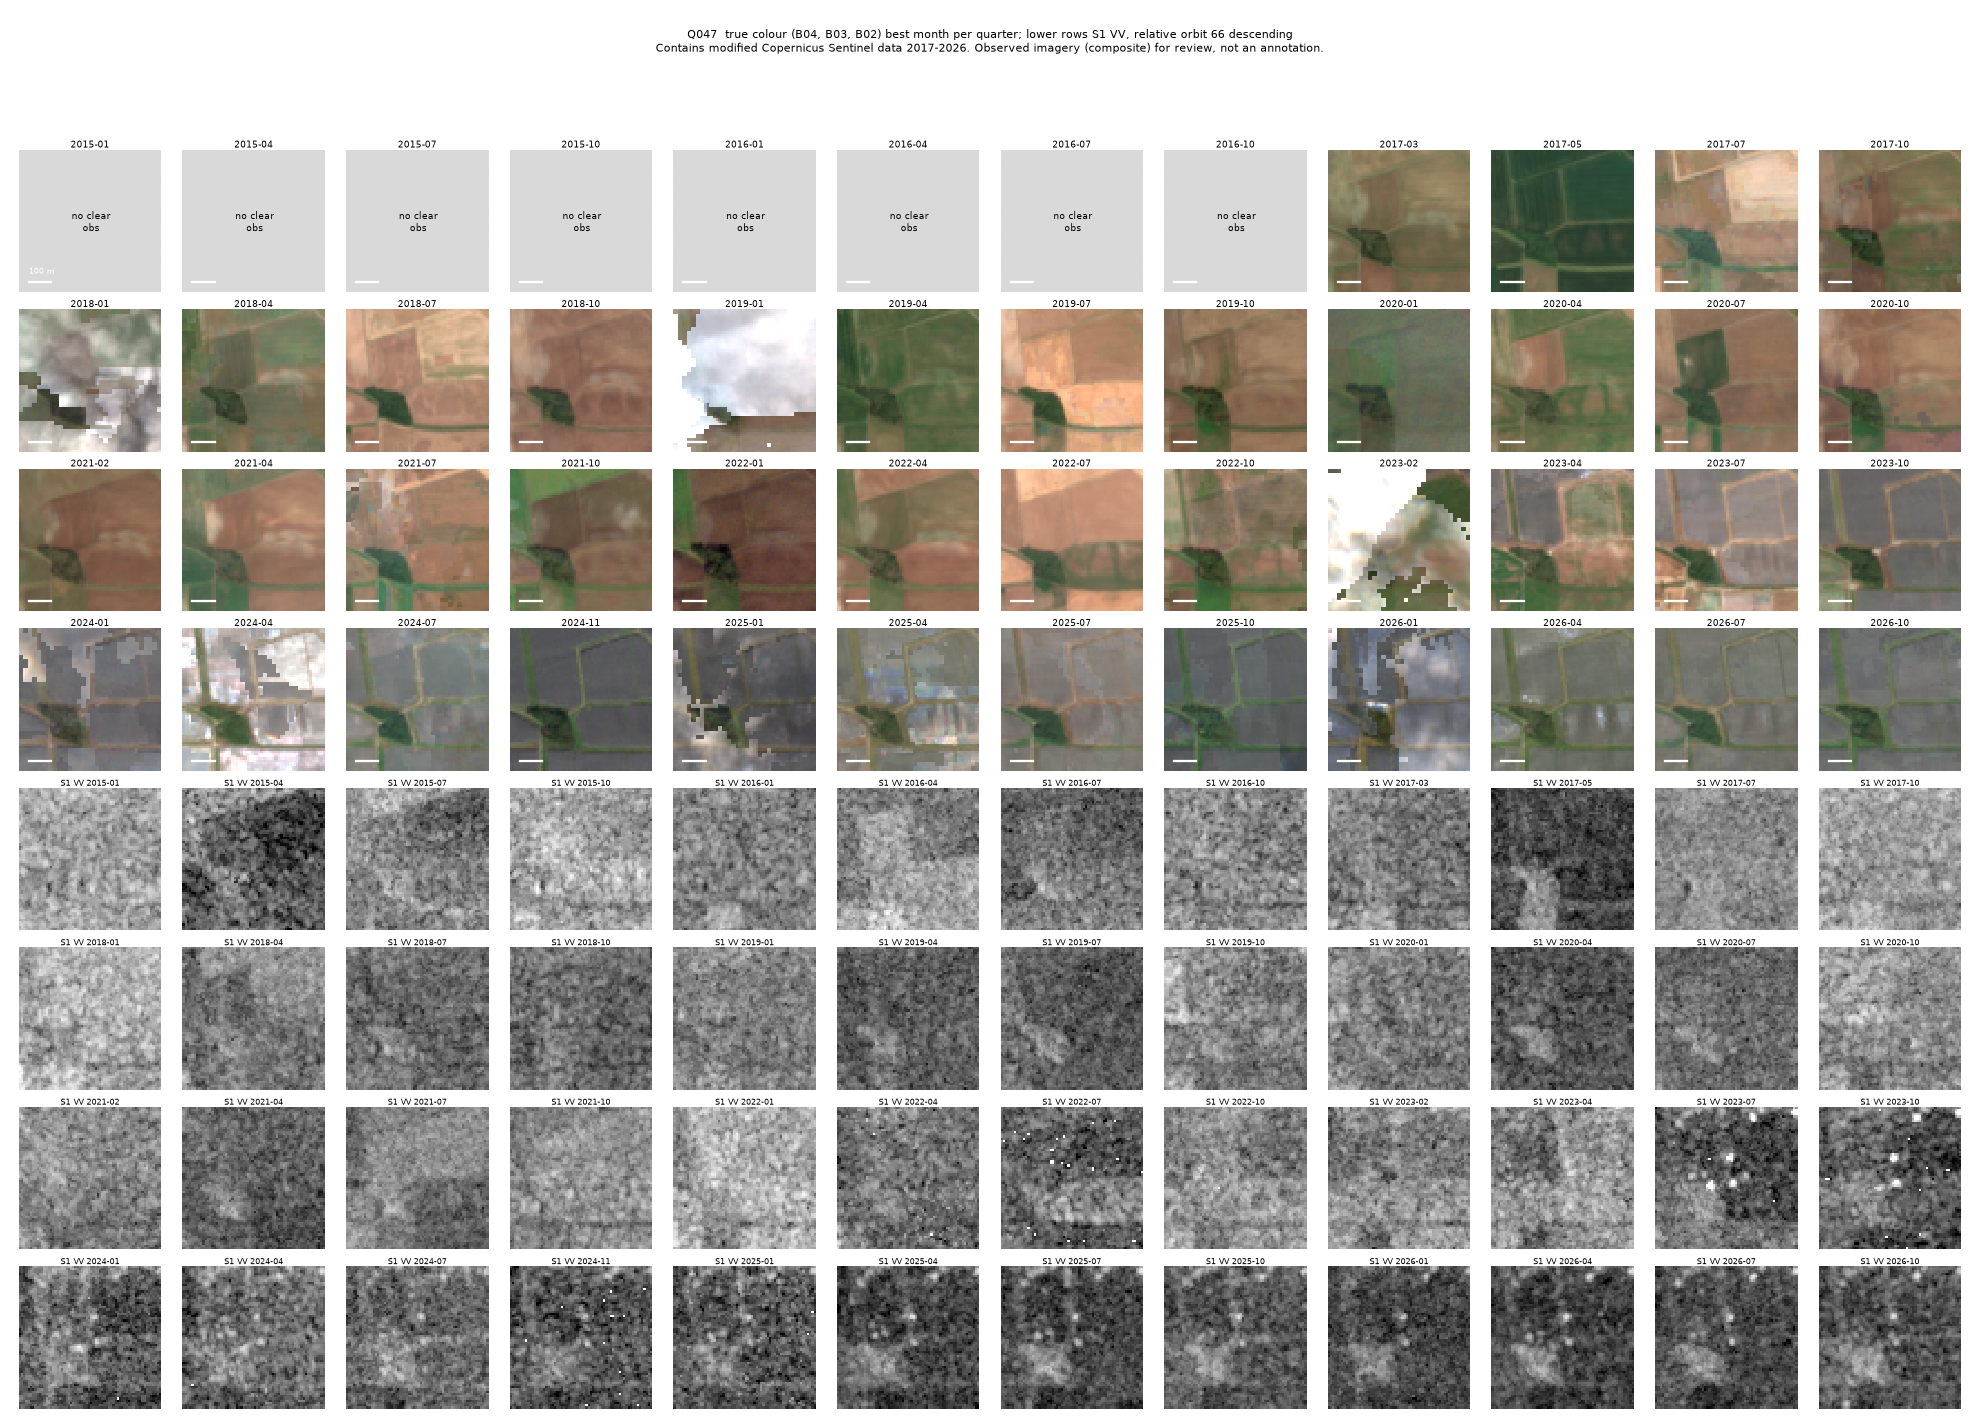 Q047  true colour (B04, B03, B02) best month per quarter; lower rows S1 VV, relative orbit 66 descending
Contains modified Copernicus Sentinel data 2017-2026. Observed imagery (composite) for review, not an annotation.
2015-01 2015-04 2015-07 2015-10 2016-01 2016-04 2016-07 2016-10 2017-03 2017-05 2017-07 2017-10
no clear no clear no clear no clear no clear no clear no clear no clear
obs obs obs obs obs obs obs obs
100 m
2018-01 2018-04 2018-07 2018-10 2019-01 2019-04 2019-07 2019-10 2020-01 2020-04 2020-07 2020-10
2021-02 2021-04 2021-07 2021-10 2022-01 2022-04 2022-07 2022-10 2023-02 2023-04 2023-07 2023-10
2024-01 2024-04 2024-07 2024-11 2025-01 2025-04 2025-07 2025-10 2026-01 2026-04 2026-07 2026-10
S1 VV 2015-01 S1 VV 2015-04 S1 VV 2015-07 S1 VV 2015-10 S1 VV 2016-01 S1 VV 2016-04 S1 VV 2016-07 S1 VV 2016-10 S1 VV 2017-03 S1 VV 2017-05 S1 VV 2017-07 S1 VV 2017-10
S1 VV 2018-01 S1 VV 2018-04 S1 VV 2018-07 S1 VV 2018-10 S1 VV 2019-01 S1 VV 2019-04 S1 VV 2019-07 S1 VV 2019-10 S1 VV 2020-01 S1 VV 2020-04 S1 VV 2020-07 S1 VV 2020-10
S1 VV 2021-02 S1 VV 2021-04 S1 VV 2021-07 S1 VV 2021-10 S1 VV 2022-01 S1 VV 2022-04 S1 VV 2022-07 S1 VV 2022-10 S1 VV 2023-02 S1 VV 2023-04 S1 VV 2023-07 S1 VV 2023-10
S1 VV 2024-01 S1 VV 2024-04 S1 VV 2024-07 S1 VV 2024-11 S1 VV 2025-01 S1 VV 2025-04 S1 VV 2025-07 S1 VV 2025-10 S1 VV 2026-01 S1 VV 2026-04 S1 VV 2026-07 S1 VV 2026-10